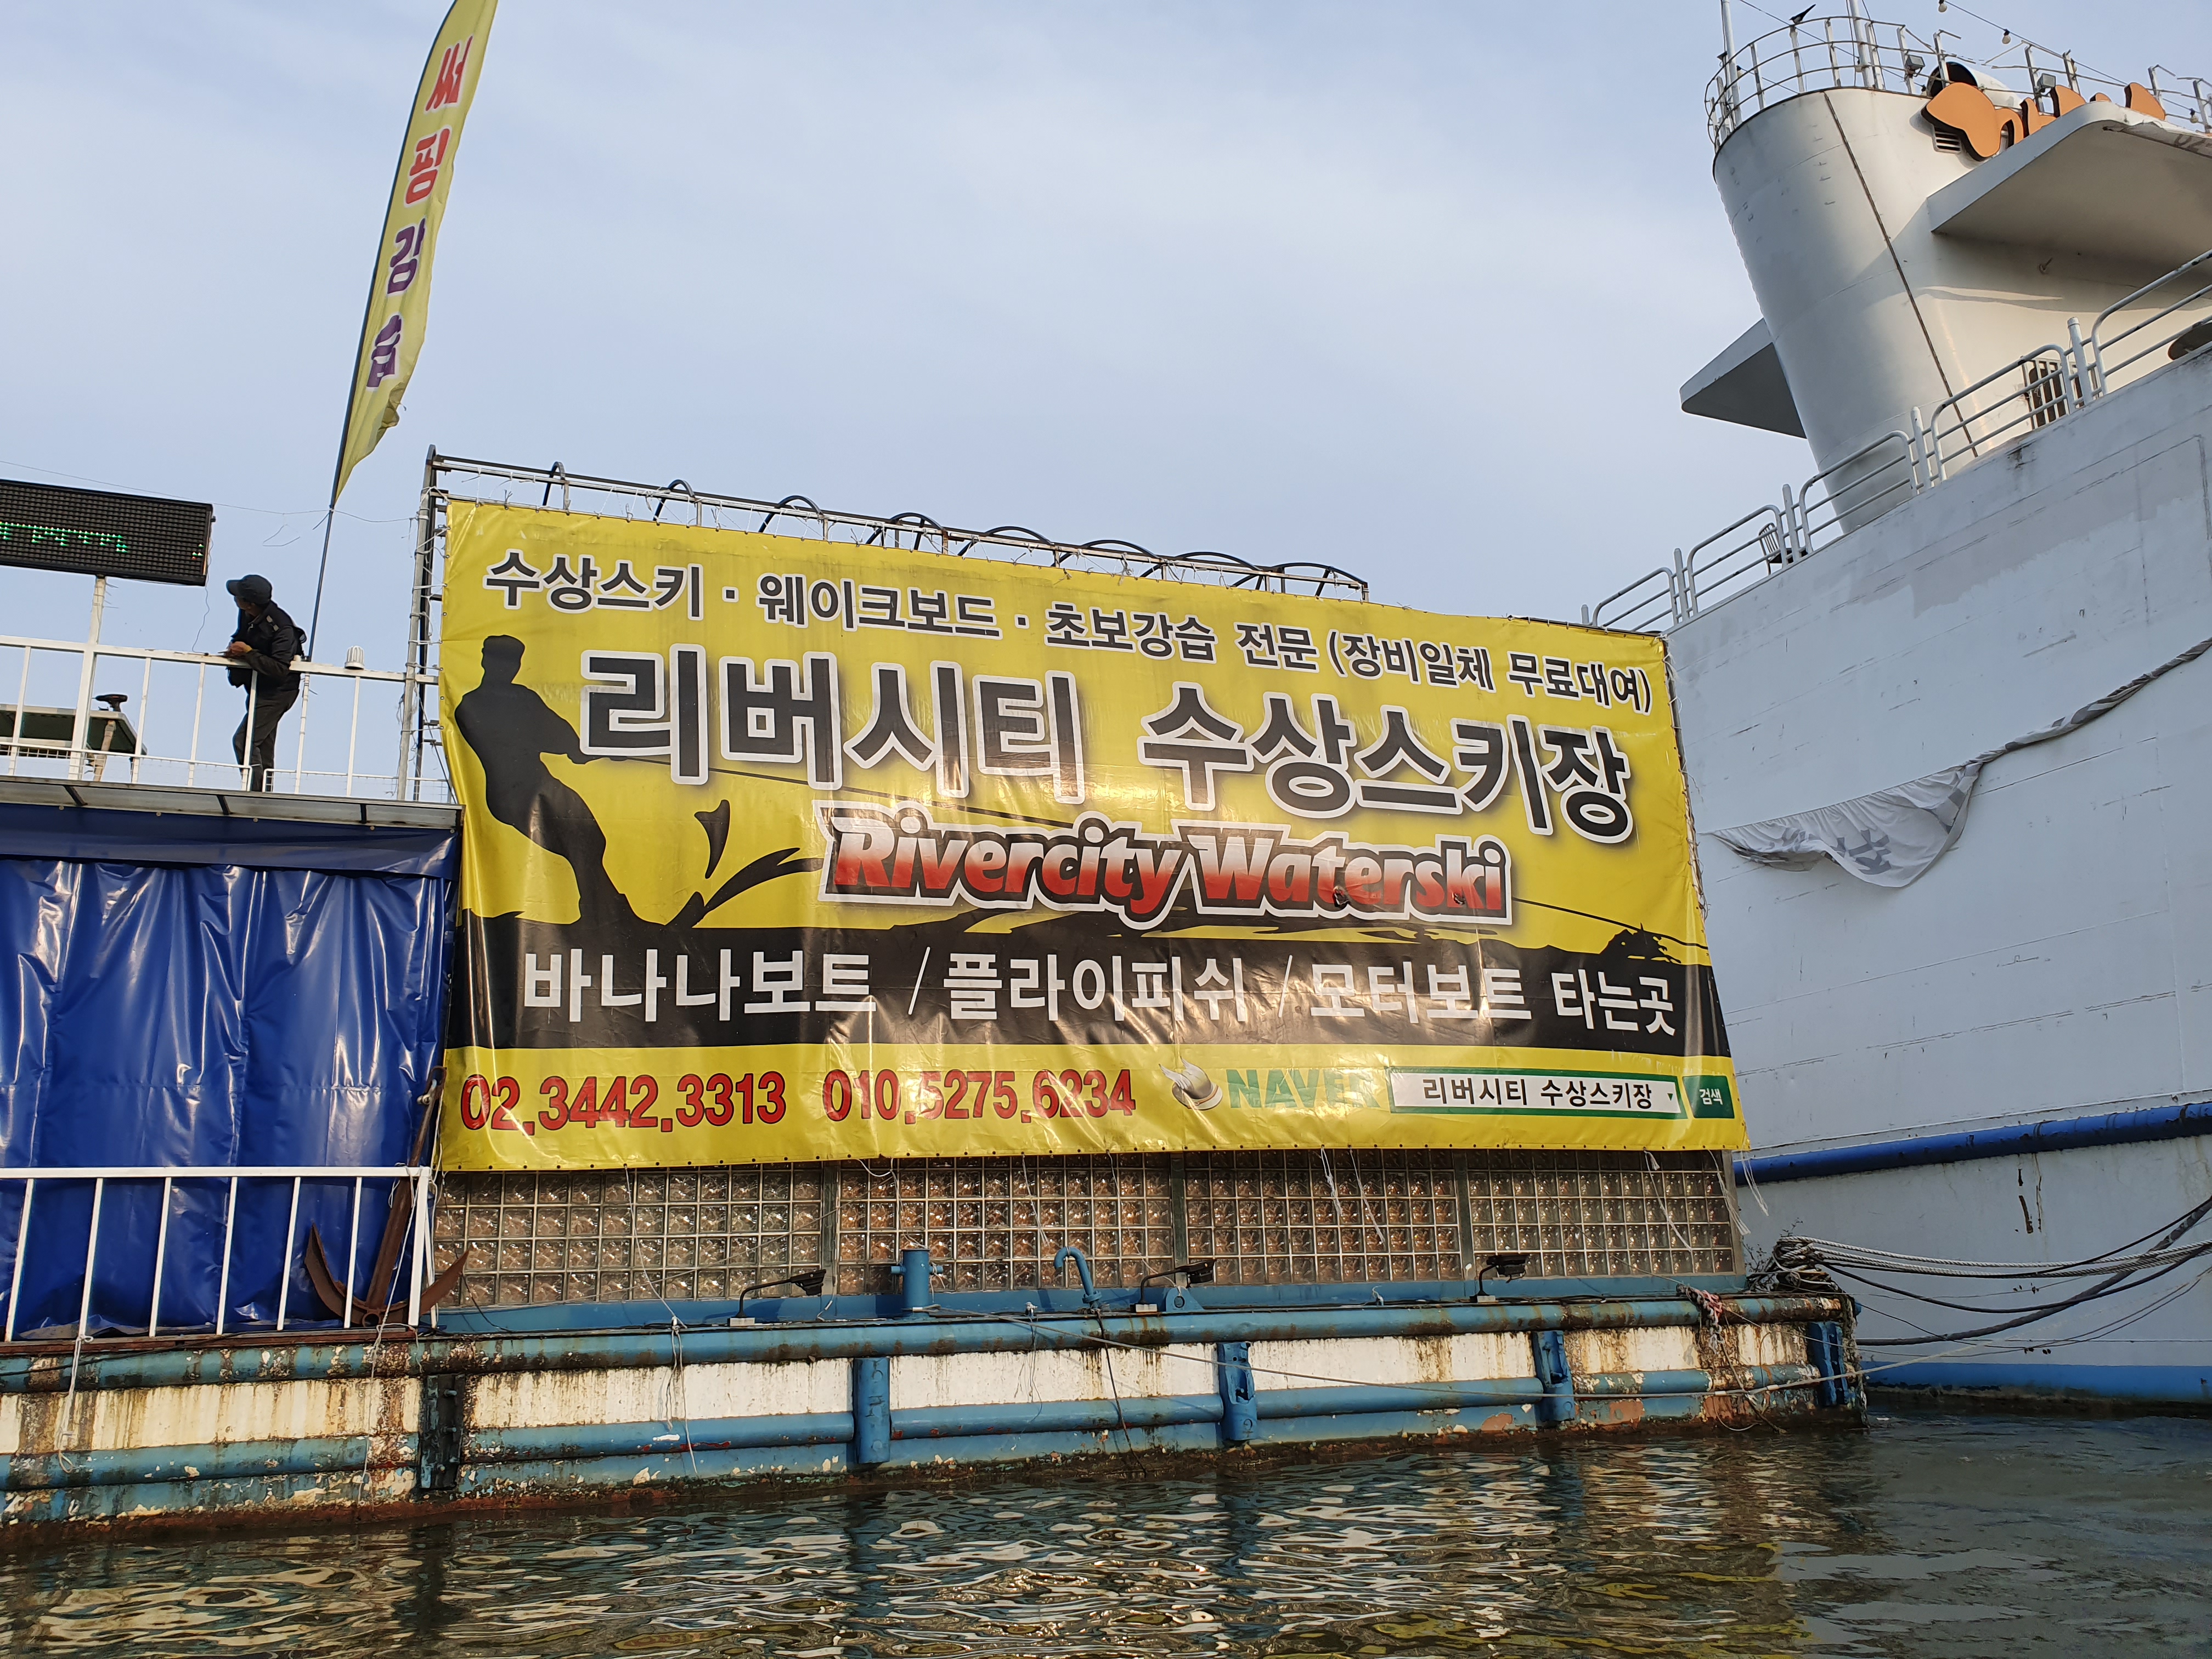 써핑강습
수상스키 · 웨이크보드 · 초보강습 전문 (장비일체 무료대여)
리버시티 수상스키장
Rivercity Waterski
바나나보트 / 플라이피쉬 / 모터보트 타는곳
02.3442.3313 010.5275.6234 NAVER 리버시티 수상스키장 검색